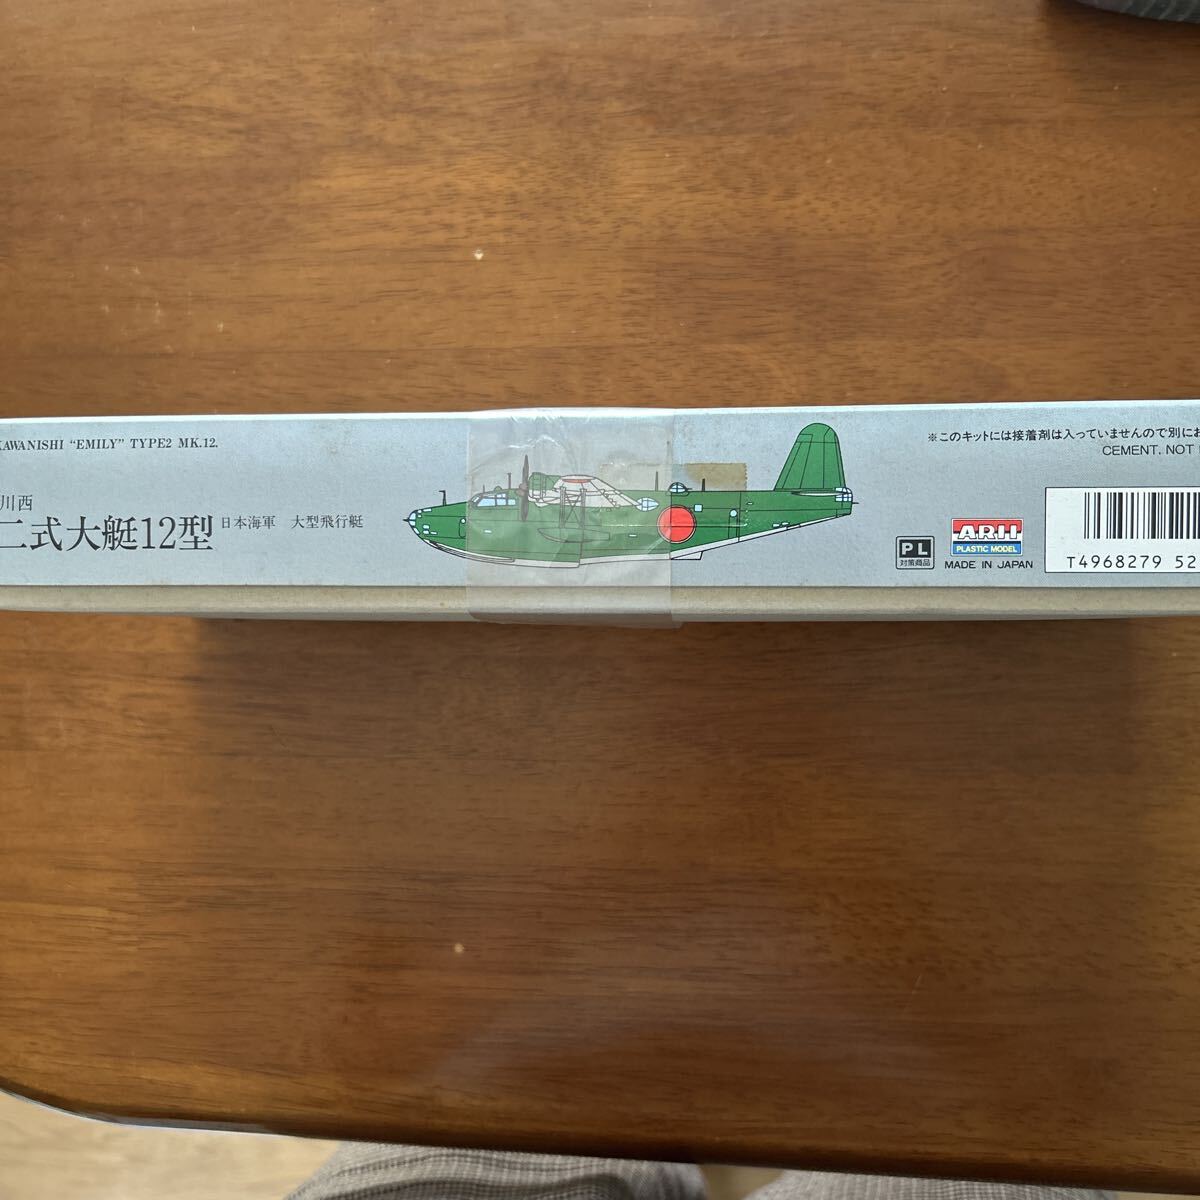 KAWANISHI “EMILY” TYPE2 MK.12.
川西
二式大艇12型
日本海軍 大型飛行艇
※このキットには接着剤は入っていませんので別にお
CEMENT. NOT
PL
対策商品
ARII
PLASTIC MODEL
MADE IN JAPAN
T4968279 52